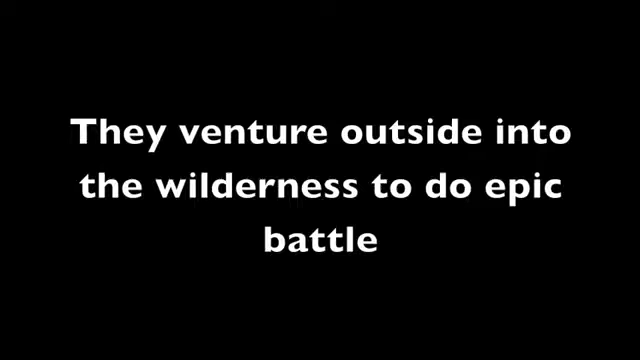 They venture outside into
the wilderness to do epic
battle